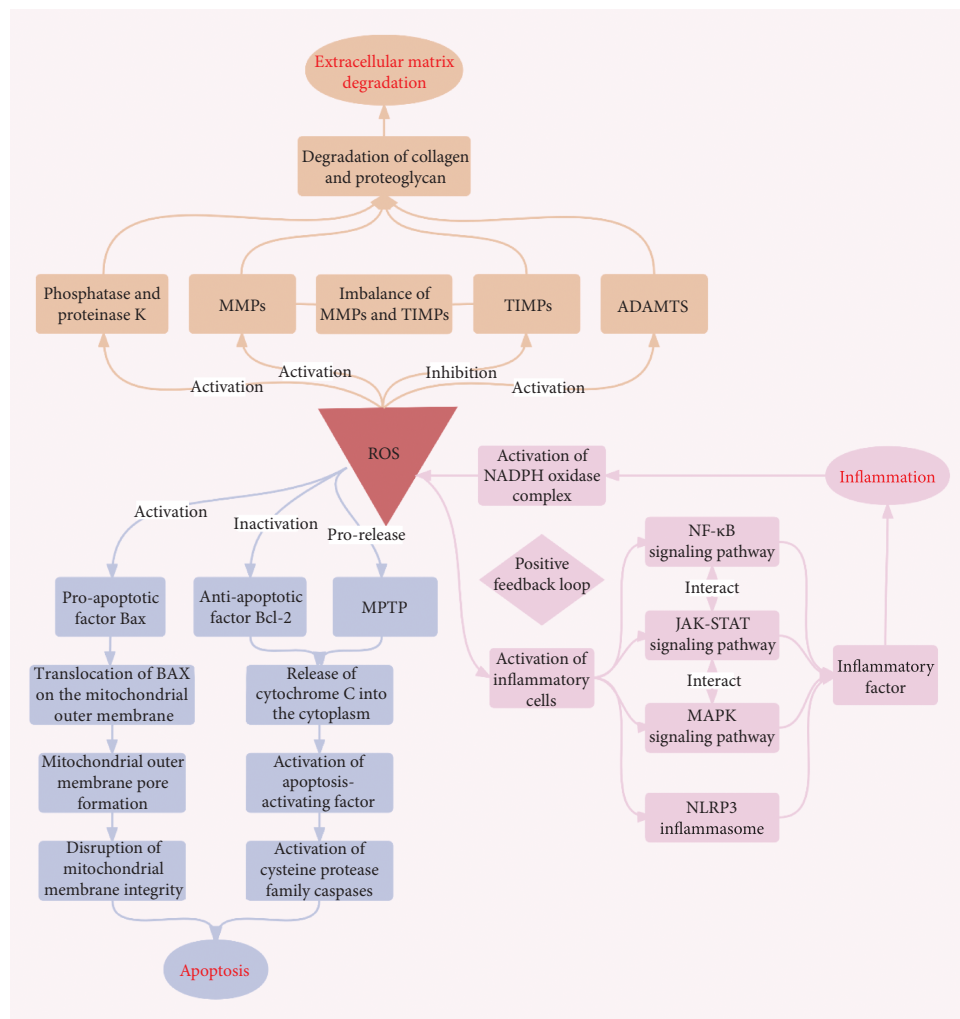 Extracellular matrix
degradation
Degradation of collagen
and proteoglycan
Phosphatase and
proteinase K
MMPs
Imbalance of
MMPs and TIMPs
TIMPs
ADAMTS
Activation
Activation
Inhibition
Activation
ROS
Activation
Inactivation
Pro-release
Pro-apoptotic
factor Bax
Anti-apoptotic
factor Bcl-2
MPTP
Translocation of BAX
on the mitochondrial
outer membrane
Release of
cytochrome C into
the cytoplasm
Mitochondrial outer
membrane pore
formation
Activation of
apoptosis-
activating factor
Disruption of
mitochondrial
membrane integrity
Activation of
cysteine protease
family caspases
Apoptosis
Activation of
NADPH oxidase
complex
Inflammation
Positive
feedback loop
NF-κB
signaling pathway
Interact
JAK-STAT
signaling pathway
Interact
MAPK
signaling pathway
NLRP3
inflammasome
Activation of
inflammatory
cells
Inflammatory
factor